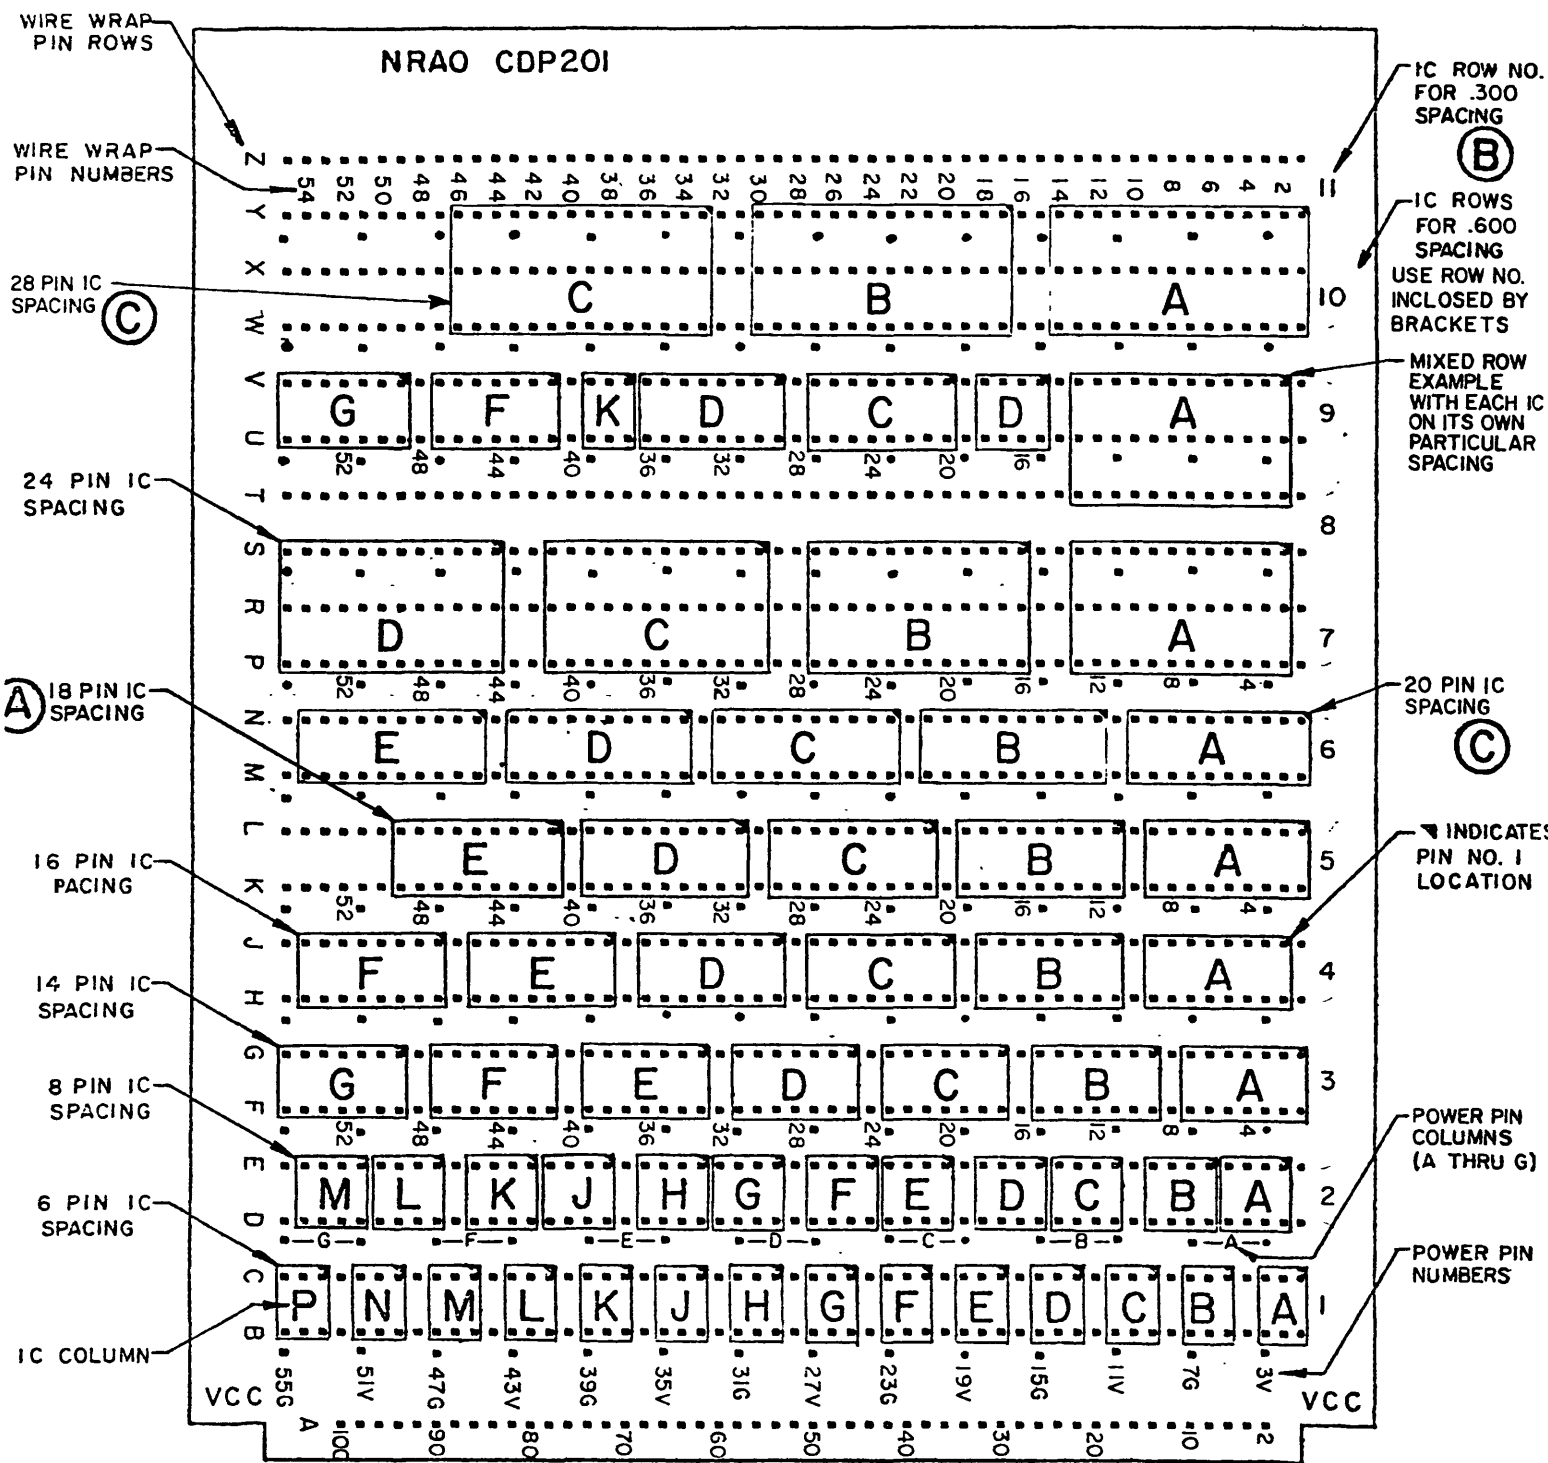 WIRE WRAP
PIN ROWS
NRAO CDP201
IC ROW NO.
FOR .300
SPACING
B
WIRE WRAP
PIN NUMBERS
Z
54 52 50 48 46 44 42 40 38 36 34 32 30 28 26 24 22 20 18 16 14 12 10 8 6 4 2
11
Y
IC ROWS
FOR .600
SPACING
USE ROW NO.
INCLOSED BY
BRACKETS
X
28 PIN IC
SPACING
C
C B A
10
W
MIXED ROW
EXAMPLE
WITH EACH IC
ON ITS OWN
PARTICULAR
SPACING
V
G F K D C D A
9
U
52 48 44 40 36 32 28 24 20 16
24 PIN IC
SPACING
T
8
S
R
D C B A
7
P
52 48 44 40 36 32 28 24 20 16 12 8 4
A
18 PIN IC
SPACING
20 PIN IC
SPACING
C
N
E D C B A
6
M
L
INDICATES
PIN NO. 1
LOCATION
16 PIN IC
PACING
E D C B A
5
K
52 48 44 40 36 32 28 24 20 16 12 8 4
J
F E D C B A
4
14 PIN IC
SPACING
H
G
8 PIN IC
SPACING
G F E D C B A
3
F
52 48 44 40 36 32 28 24 20 16 12 8 4
POWER PIN
COLUMNS
(A THRU G)
E
6 PIN IC
SPACING
M L K J H G F E D C B A
2
D
G F E D C B A
POWER PIN
NUMBERS
C
P N M L K J H G F E D C B A
1
B
IC COLUMN
VCC
55G 51V 47G 43V 39G 35V 31G 27V 23G 19V 15G 11V 7G 3V
VCC
A
100 90 80 70 60 50 40 30 20 10 2